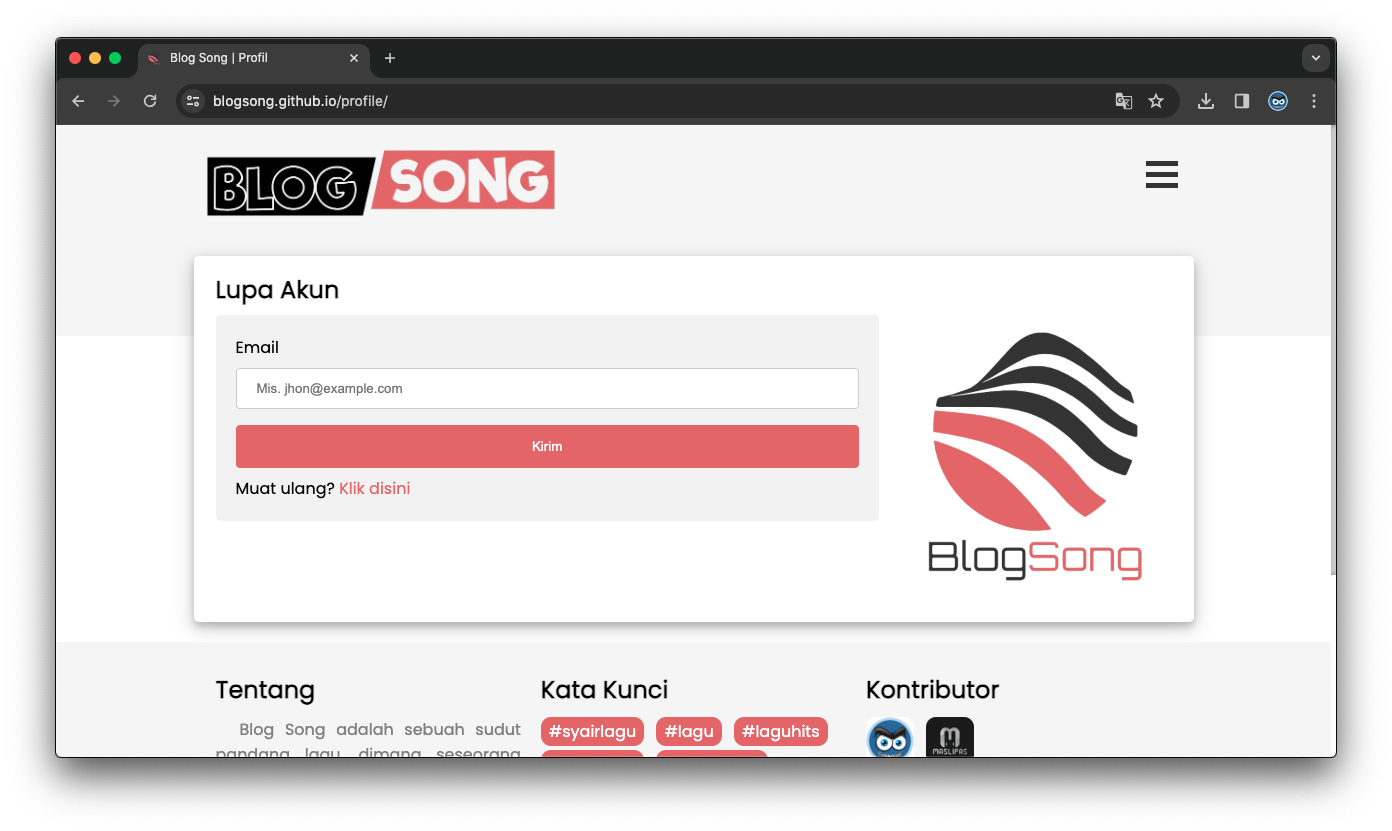 Blog Song | Profil
blogsong.github.io/profile/
BLOG SONG
Lupa Akun
Email
Mis. jhon@example.com
Kirim
Muat ulang? Klik disini
BlogSong
Tentang
Blog Song adalah sebuah sudut
pandang lagu, dimana seseorang
Kata Kunci
#syairlagu #lagu #laguhits
Kontributor
MASLIPAS